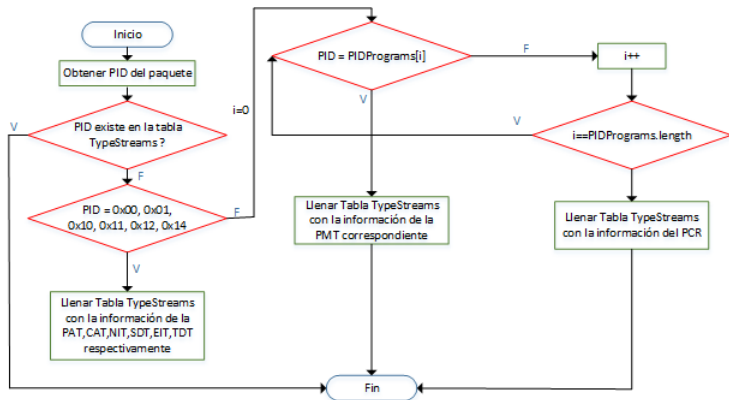 Inicio
Obtener PID del paquete
PID existe en la tabla
TypeStreams ?
V
F
PID = 0x00, 0x01,
0x10, 0x11, 0x12, 0x14
F
V
Llenar Tabla TypeStreams
con la información de la
PAT,CAT,NIT,SDT,EIT,TDT
respectivamente
i=0
PID = PIDPrograms[i]
F
V
i++
i==PIDPrograms.length
V
Llenar Tabla TypeStreams
con la información de la
PMT correspondiente
F
Llenar Tabla TypeStreams
con la información del PCR
Fin